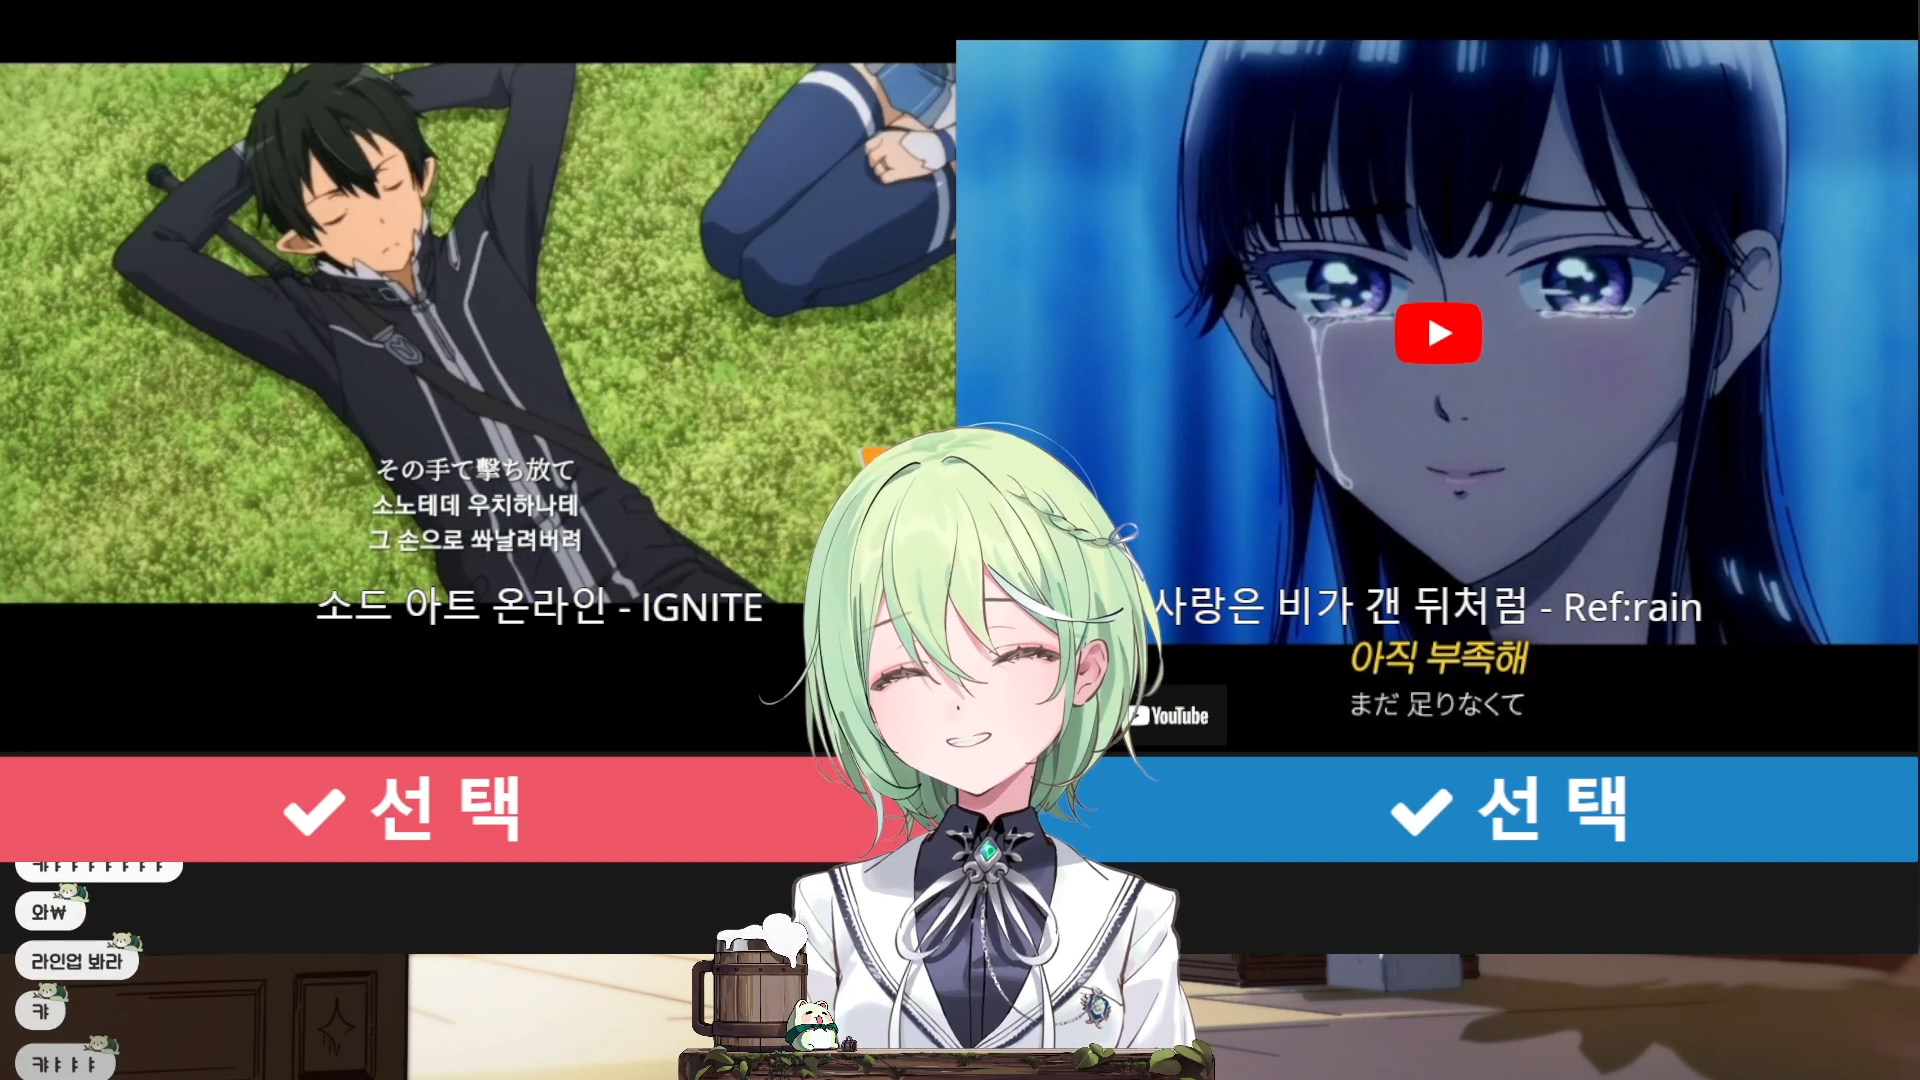 その手で撃ち放て
소노테데 우치하나테
그 손으로 쏴날려버려
소드 아트 온라인 - IGNITE
사랑은 비가 갠 뒤처럼 - Ref:rain
아직 부족해
まだ 足りなくて
YouTube
선 택
선 택
와₩
라인업 봐라
캬
캬ㅑㅑㅑ